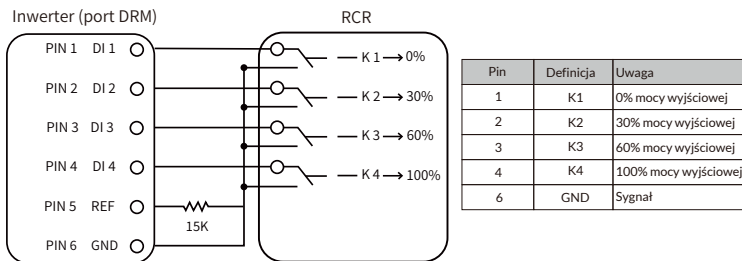 Inwerter (port DRM)
RCR
PIN 1 DI 1
PIN 2 DI 2
PIN 3 DI 3
PIN 4 DI 4
PIN 5 REF
PIN 6 GND
15K
K 1 0%
K 2 30%
K 3 60%
K 4 100%
Pin Definicja Uwaga
1 K1 0% mocy wyjściowej
2 K2 30% mocy wyjściowej
3 K3 60% mocy wyjściowej
4 K4 100% mocy wyjściowej
6 GND Sygnał